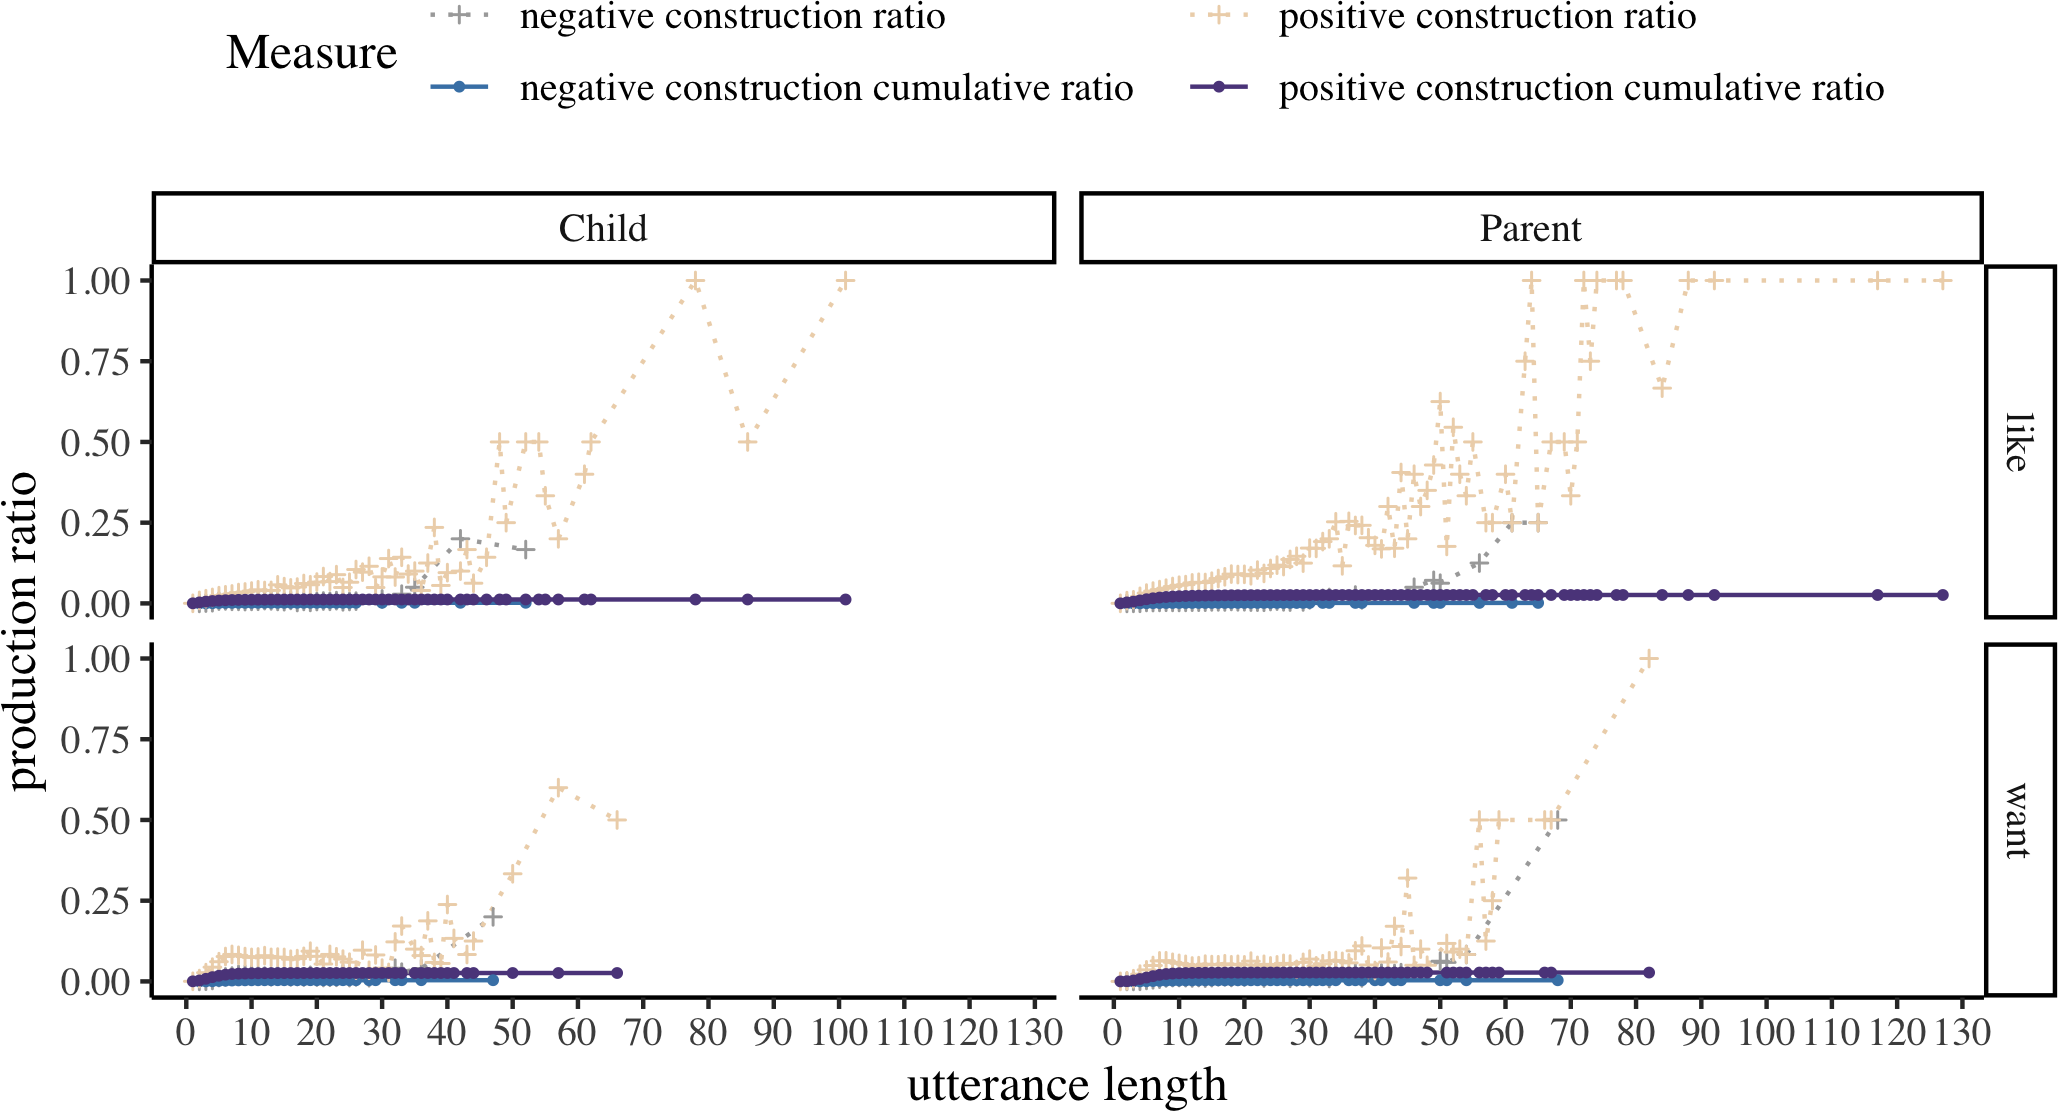 Measure
negative construction ratio
positive construction ratio
negative construction cumulative ratio
positive construction cumulative ratio
Child
Parent
production ratio
1.00
0.75
0.50
0.25
0.00
like
1.00
0.75
0.50
0.25
0.00
want
0 10 20 30 40 50 60 70 80 90 100 110 120 130
0 10 20 30 40 50 60 70 80 90 100 110 120 130
utterance length